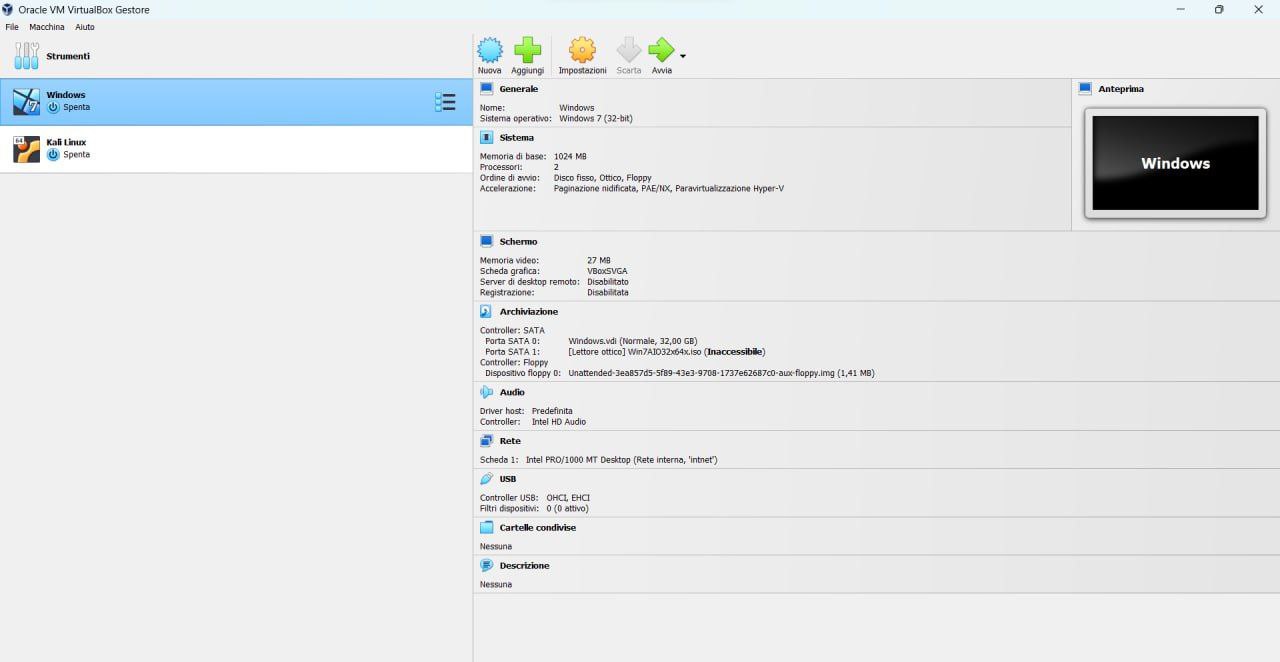 Oracle VM VirtualBox Gestore
File Macchina Aiuto
Strumenti
Windows
Spenta
64
Kali Linux
Spenta
Nuova Aggiungi Impostazioni Scarta Avvia
Generale
Nome: Windows
Sistema operativo: Windows 7 (32-bit)
Sistema
Memoria di base: 1024 MB
Processori: 2
Ordine di avvio: Disco fisso, Ottico, Floppy
Accelerazione: Paginazione nidificata, PAE/NX, Paravirtualizzazione Hyper-V
Anteprima
Windows
Schermo
Memoria video: 27 MB
Scheda grafica: VBoxSVGA
Server di desktop remoto: Disabilitato
Registrazione: Disabilitata
Archiviazione
Controller: SATA
Porta SATA 0: Windows.vdi (Normale, 32,00 GB)
Porta SATA 1: [Lettore ottico] Win7AIO32x64x.iso (Inaccessibile)
Controller: Floppy
Dispositivo floppy 0: Unattended-3ea857d5-5f89-43e3-9708-1737e62687c0-aux-floppy.img (1,41 MB)
Audio
Driver host: Predefinita
Controller: Intel HD Audio
Rete
Scheda 1: Intel PRO/1000 MT Desktop (Rete interna, 'intnet')
USB
Controller USB: OHCI, EHCI
Filtri dispositivi: 0 (0 attivo)
Cartelle condivise
Nessuna
Descrizione
Nessuna